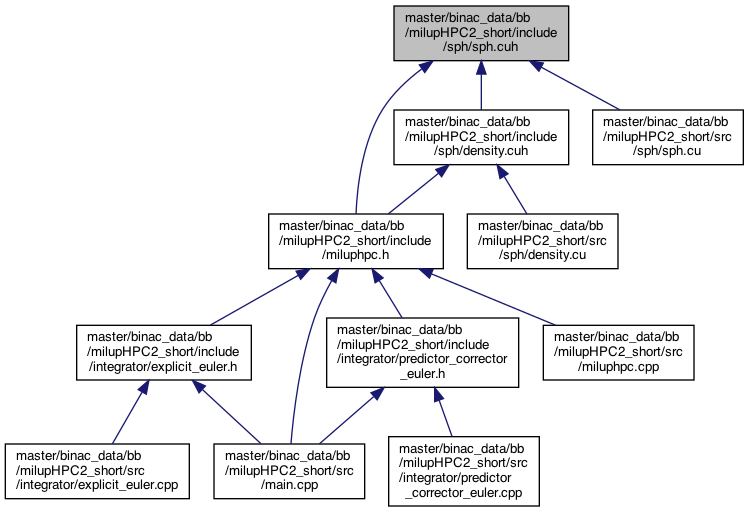 master/binac_data/bb
/milupHPC2_short/include
/sph/sph.cuh
master/binac_data/bb
/milupHPC2_short/include
/sph/density.cuh
master/binac_data/bb
/milupHPC2_short/src
/sph/sph.cu
master/binac_data/bb
/milupHPC2_short/include
/miluphpc.h
master/binac_data/bb
/milupHPC2_short/src
/sph/density.cu
master/binac_data/bb
/milupHPC2_short/include
/integrator/explicit_euler.h
master/binac_data/bb
/milupHPC2_short/include
/integrator/predictor_corrector
_euler.h
master/binac_data/bb
/milupHPC2_short/src
/miluphpc.cpp
master/binac_data/bb
/milupHPC2_short/src
/integrator/explicit_euler.cpp
master/binac_data/bb
/milupHPC2_short/src
/main.cpp
master/binac_data/bb
/milupHPC2_short/src
/integrator/predictor
_corrector_euler.cpp